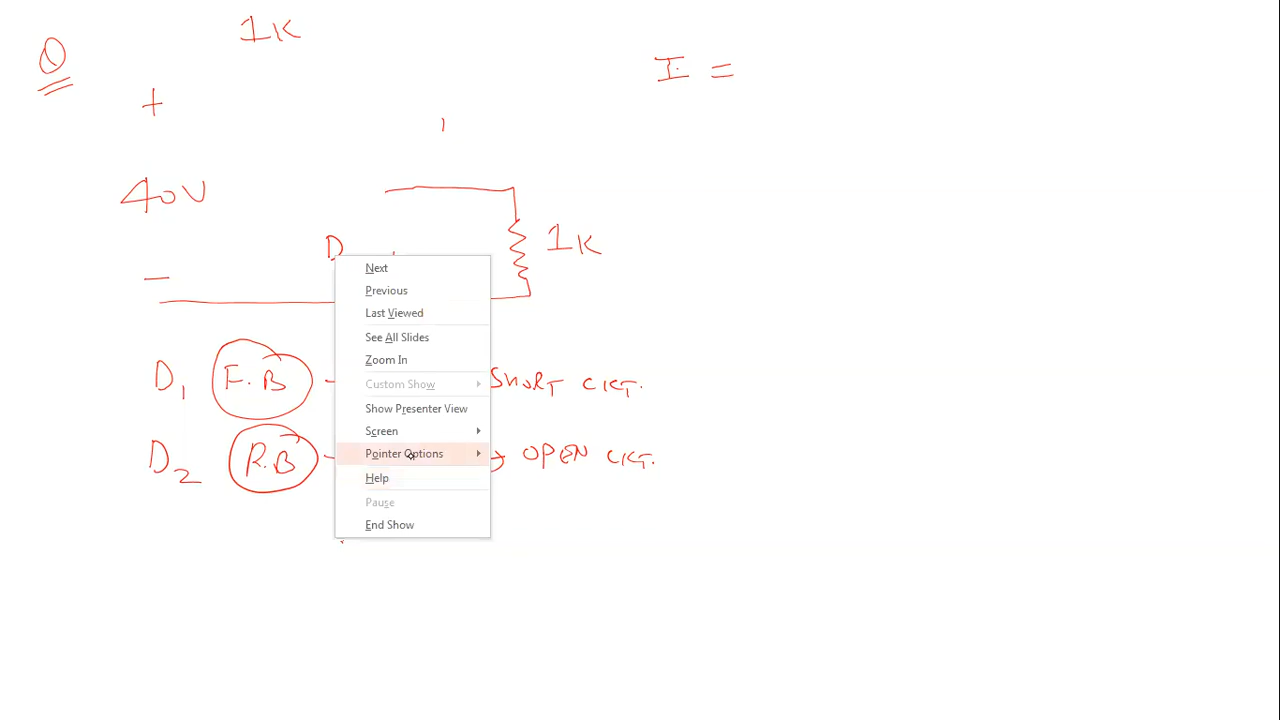 Q
1K
I =
+
40V
D
1K
-
Next
Previous
Last Viewed
See All Slides
Zoom In
Custom Show
Show Presenter View
Screen
Pointer Options
Help
Pause
End Show
D1 F.B SHORT CKT.
D2 R.B → OPEN CKT.